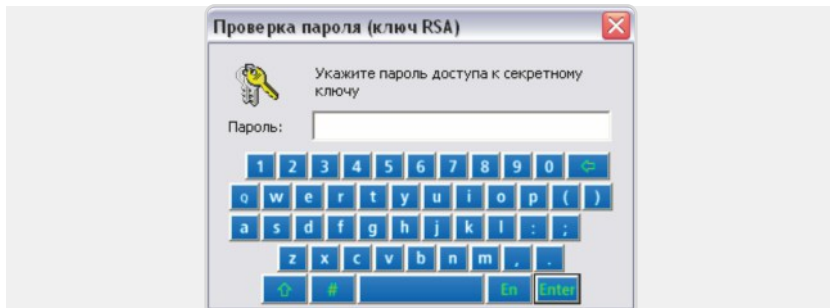 Проверка пароля (ключ RSA)
Укажите пароль доступа к секретному
ключу
Пароль:
1 2 3 4 5 6 7 8 9 0
Q w e r t y u i o p ( )
a s d f g h j k l : ;
z x c v b n m , .
# En Enter